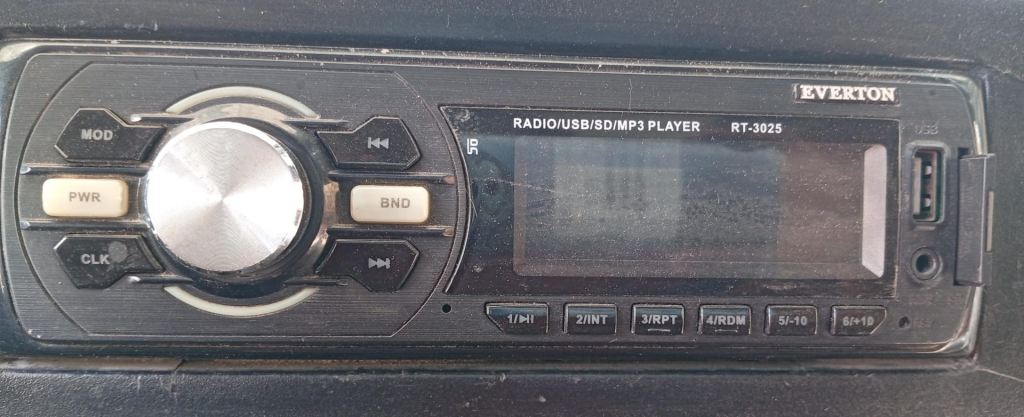 EVERTON
RADIO/USB/SD/MP3 PLAYER RT-3025
MOD
USB
SD
PWR
BND
CLK
1/⏯ 2/INT 3/RPT 4/RDM 5/-10 6/+10